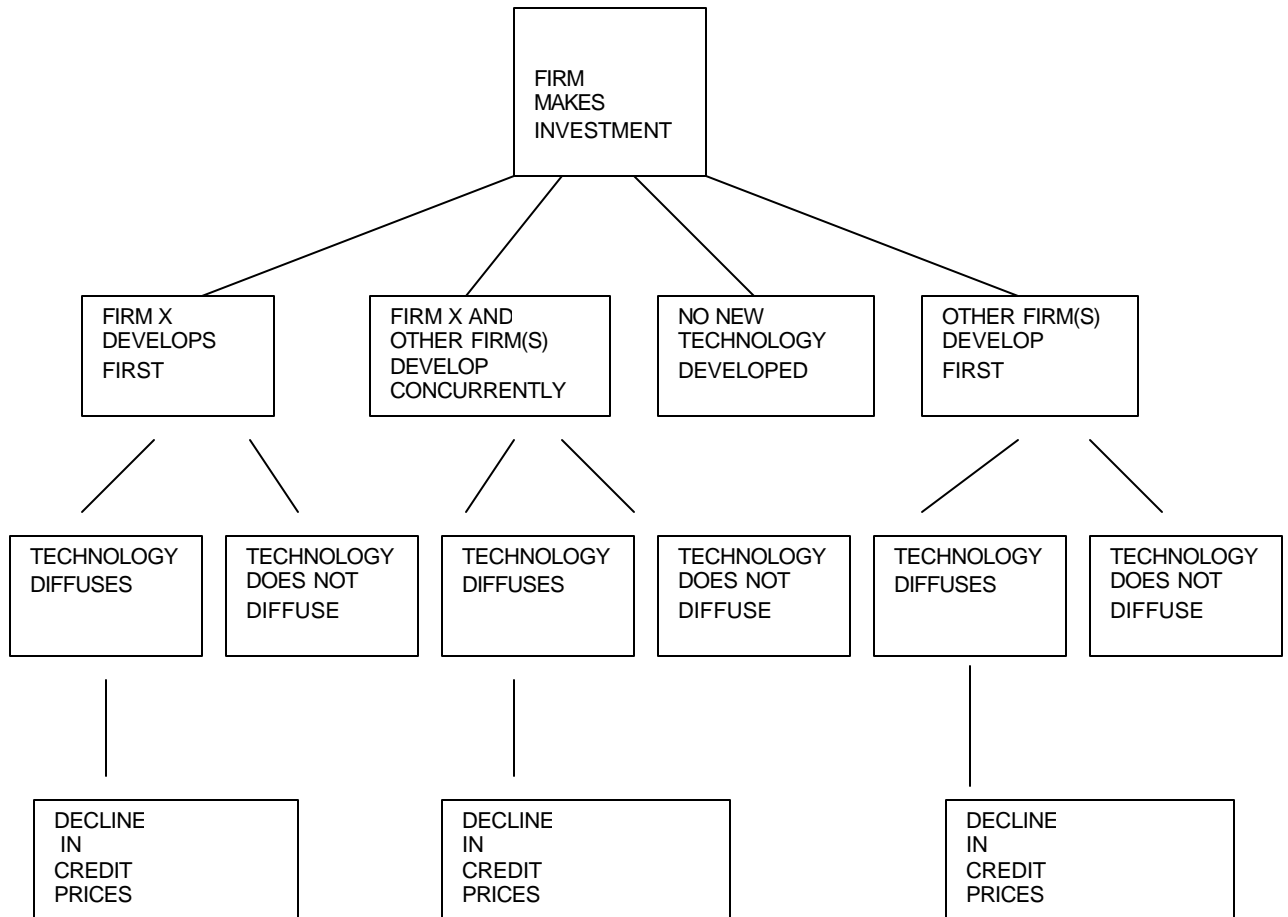 FIRM
MAKES
INVESTMENT
FIRM X
DEVELOPS
FIRST
FIRM X AND
OTHER FIRM(S)
DEVELOP
CONCURRENTLY
NO NEW
TECHNOLOGY
DEVELOPED
OTHER FIRM(S)
DEVELOP
FIRST
TECHNOLOGY
DIFFUSES
TECHNOLOGY
DOES NOT
DIFFUSE
TECHNOLOGY
DIFFUSES
TECHNOLOGY
DOES NOT
DIFFUSE
TECHNOLOGY
DIFFUSES
TECHNOLOGY
DOES NOT
DIFFUSE
DECLINE
IN
CREDIT
PRICES
DECLINE
IN
CREDIT
PRICES
DECLINE
IN
CREDIT
PRICES